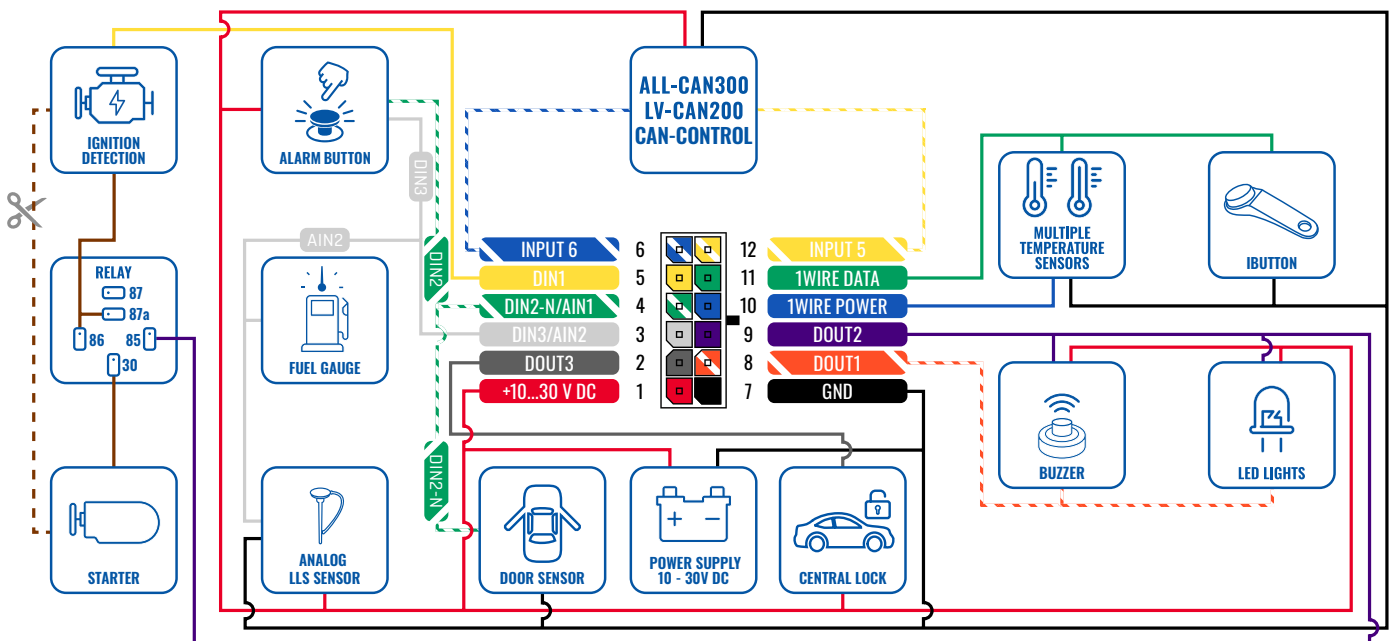 ALL-CAN300
LV-CAN200
CAN-CONTROL
IGNITION
DETECTION
ALARM BUTTON
DIN3
AIN2
DIN2
MULTIPLE
TEMPERATURE
SENSORS
IBUTTON
INPUT 6 6 12 INPUT 5
DIN1 5 11 1WIRE DATA
DIN2-N/AIN1 4 10 1WIRE POWER
DIN3/AIN2 3 9 DOUT2
DOUT3 2 8 DOUT1
+10...30 V DC 1 7 GND
RELAY
87
87a
86 85
30
FUEL GAUGE
DIN2-N
BUZZER
LED LIGHTS
STARTER
ANALOG
LLS SENSOR
DOOR SENSOR
POWER SUPPLY
10 - 30V DC
CENTRAL LOCK